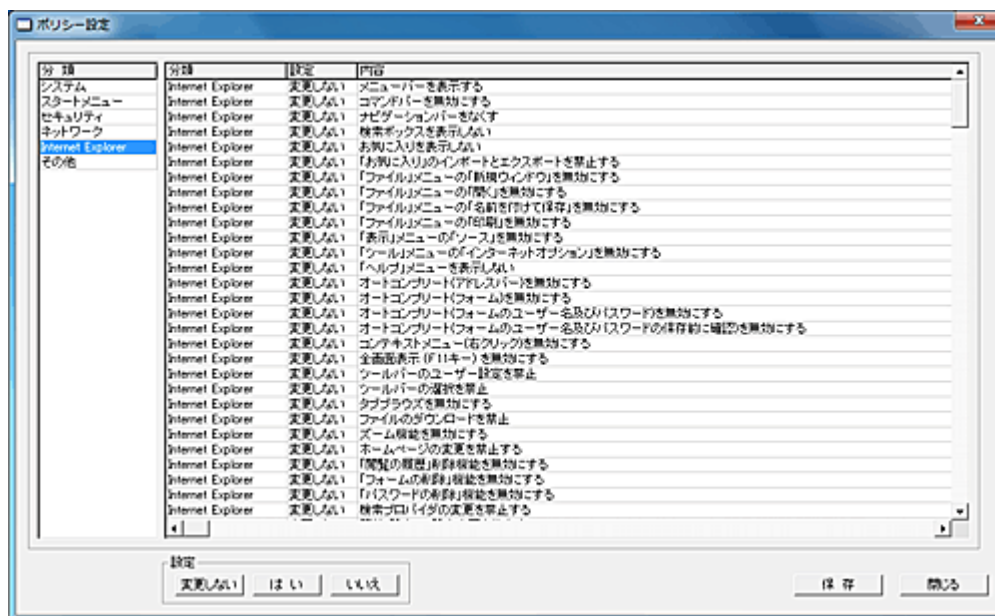 ポリシー設定
分 類
システム
スタートメニュー
セキュリティ
ネットワーク
Internet Explorer
その他
分類 設定 内容
Internet Explorer 変更しない メニューバーを表示する
Internet Explorer 変更しない コマンドバーを無効にする
Internet Explorer 変更しない ナビゲーションバーをなくす
Internet Explorer 変更しない 検索ボックスを表示しない
Internet Explorer 変更しない お気に入りを表示しない
Internet Explorer 変更しない 「お気に入り」のインポートとエクスポートを禁止する
Internet Explorer 変更しない 「ファイル」メニューの「新規ウィンドウ」を無効にする
Internet Explorer 変更しない 「ファイル」メニューの「開く」を無効にする
Internet Explorer 変更しない 「ファイル」メニューの「名前を付けて保存」を無効にする
Internet Explorer 変更しない 「ファイル」メニューの「印刷」を無効にする
Internet Explorer 変更しない 「表示」メニューの「ソース」を無効にする
Internet Explorer 変更しない 「ツール」メニューの「インターネットオプション」を無効にする
Internet Explorer 変更しない 「ヘルプ」メニューを表示しない
Internet Explorer 変更しない オートコンプリート(アドレスバー)を無効にする
Internet Explorer 変更しない オートコンプリート(フォーム)を無効にする
Internet Explorer 変更しない オートコンプリート(フォームのユーザー名及びパスワード)を無効にする
Internet Explorer 変更しない オートコンプリート(フォームのユーザー名及びパスワードの保存前に確認)を無効にする
Internet Explorer 変更しない コンテキストメニュー(右クリック)を無効にする
Internet Explorer 変更しない 全画面表示 (F11キー) を無効にする
Internet Explorer 変更しない ツールバーのユーザー設定を禁止
Internet Explorer 変更しない ツールバーの選択を禁止
Internet Explorer 変更しない タブブラウズを無効にする
Internet Explorer 変更しない ファイルのダウンロードを禁止
Internet Explorer 変更しない ズーム機能を無効にする
Internet Explorer 変更しない ホームページの変更を禁止する
Internet Explorer 変更しない 「閲覧の履歴」削除機能を無効にする
Internet Explorer 変更しない 「フォームの削除」機能を無効にする
Internet Explorer 変更しない 「パスワードの削除」機能を無効にする
Internet Explorer 変更しない 検索プロバイダの変更を禁止する
設定
変更しない は い いいえ
保 存 閉じる